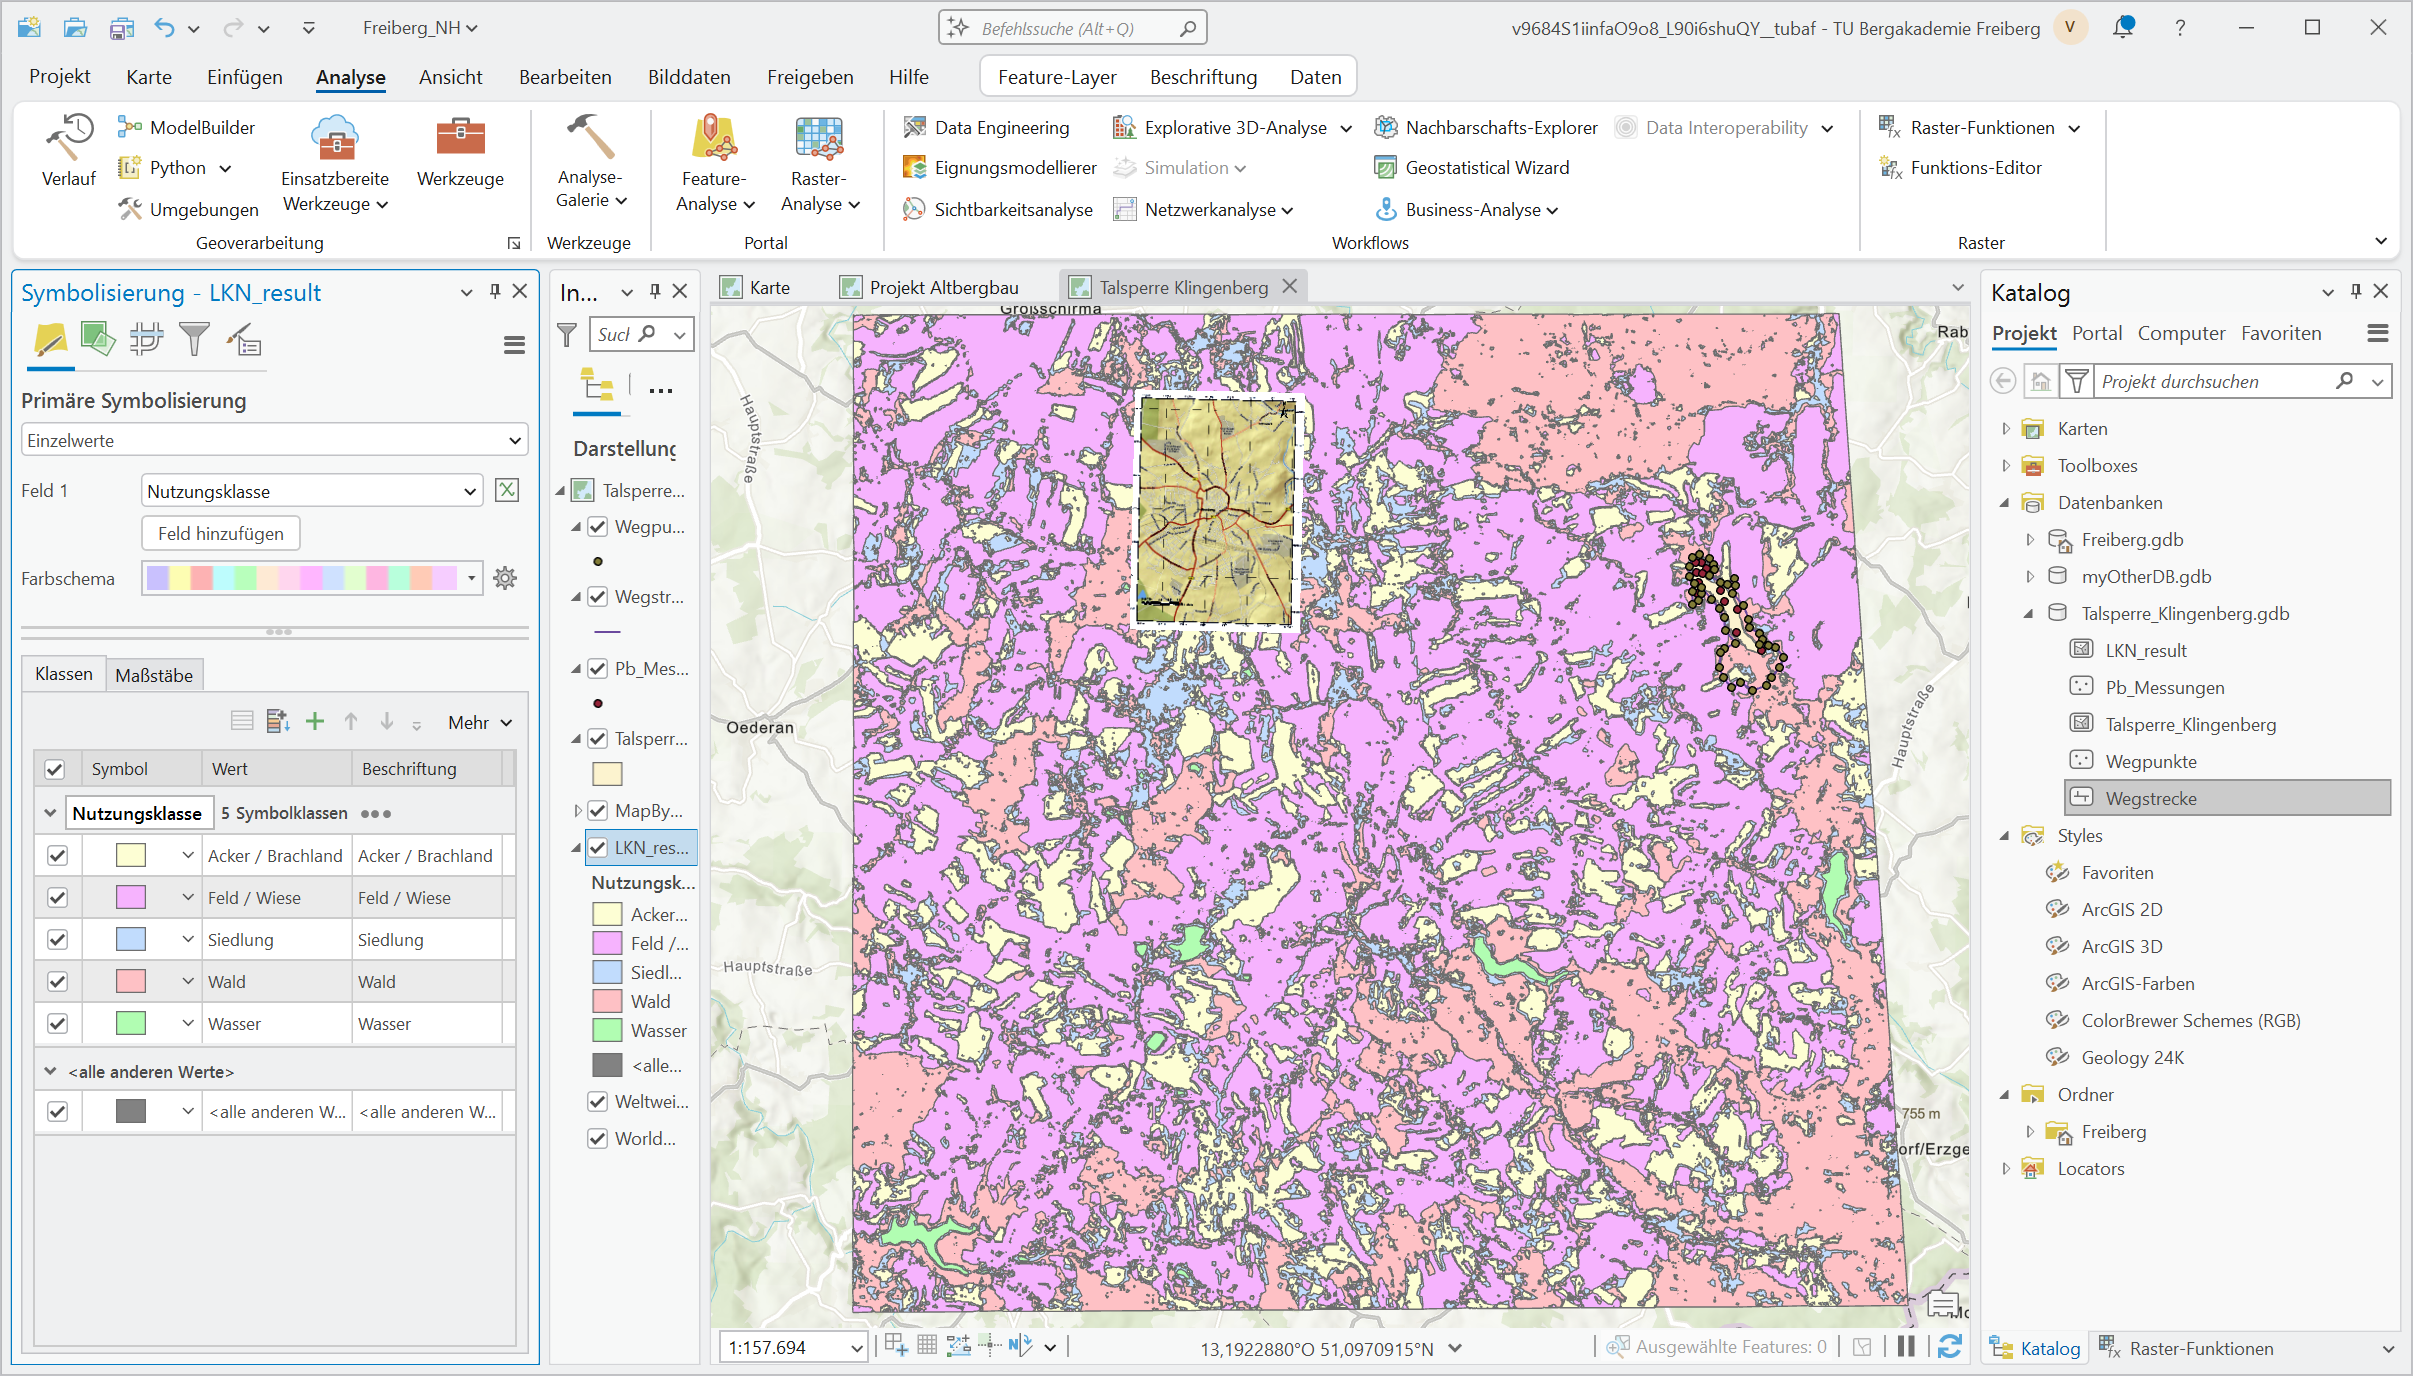 Freiberg_NH
Befehlssuche (Alt+Q)
v9684S1iinfaO9o8_L90i6shuQY__tubaf - TU Bergakademie Freiberg
V
?
Projekt
Karte
Einfügen
Analyse
Ansicht
Bearbeiten
Bilddaten
Freigeben
Hilfe
Feature-Layer
Beschriftung
Daten
Verlauf
ModelBuilder
Python
Umgebungen
Einsatzbereite
Werkzeuge
Werkzeuge
Geoverarbeitung
Analyse-
Galerie
Werkzeuge
Feature-
Analyse
Raster-
Analyse
Portal
Data Engineering
Eignungsmodellierer
Sichtbarkeitsanalyse
Explorative 3D-Analyse
Simulation
Netzwerkanalyse
Nachbarschafts-Explorer
Geostatistical Wizard
Business-Analyse
Data Interoperability
Workflows
Raster-Funktionen
Funktions-Editor
Raster
Symbolisierung - LKN_result
Primäre Symbolisierung
Einzelwerte
Feld 1
Nutzungsklasse
Feld hinzufügen
Farbschema
Klassen
Maßstäbe
Mehr
Symbol
Wert
Beschriftung
Nutzungsklasse
5 Symbolklassen
Acker / Brachland
Acker / Brachland
Feld / Wiese
Feld / Wiese
Siedlung
Siedlung
Wald
Wald
Wasser
Wasser
<alle anderen Werte>
<alle anderen W...
<alle anderen W...
In...
Sucl
Darstellung
Talsperre...
Wegpu...
Wegstr...
Pb_Mes...
Talsperr...
MapBy...
LKN_res...
Nutzungsk...
Acker...
Feld /...
Siedl...
Wald
Wasser
<alle...
Weltwei...
World...
Karte
Projekt Altbergbau
Talsperre Klingenberg
Großschirma
Rab
Hauptstraße
Oederan
Hauptstraße
Hauptstraße
755 m
orf/Erzge
1:157.694
13,1922880°O 51,0970915°N
Ausgewählte Features: 0
Katalog
Projekt
Portal
Computer
Favoriten
Projekt durchsuchen
Karten
Toolboxes
Datenbanken
Freiberg.gdb
myOtherDB.gdb
Talsperre_Klingenberg.gdb
LKN_result
Pb_Messungen
Talsperre_Klingenberg
Wegpunkte
Wegstrecke
Styles
Favoriten
ArcGIS 2D
ArcGIS 3D
ArcGIS-Farben
ColorBrewer Schemes (RGB)
Geology 24K
Ordner
Freiberg
Locators
Katalog
Raster-Funktionen